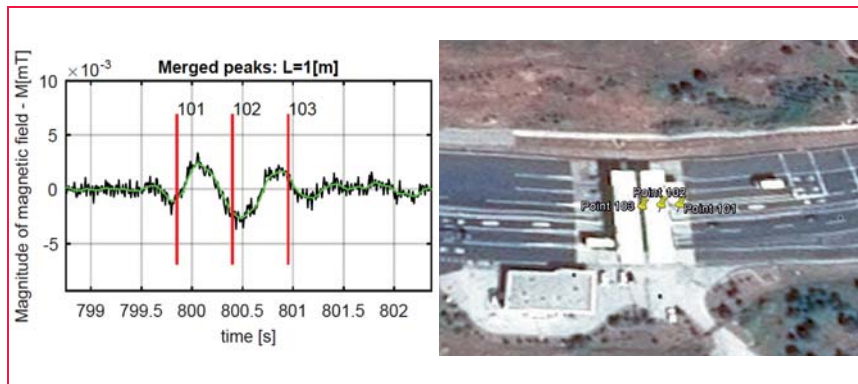 Merged peaks: L=1[m]
×10⁻³
Magnitude of magnetic field - M[mT]
10
5
0
-5
101 102 103
799 799.5 800 800.5 801 801.5 802
time [s]
Point 102
Point 103 Point 101